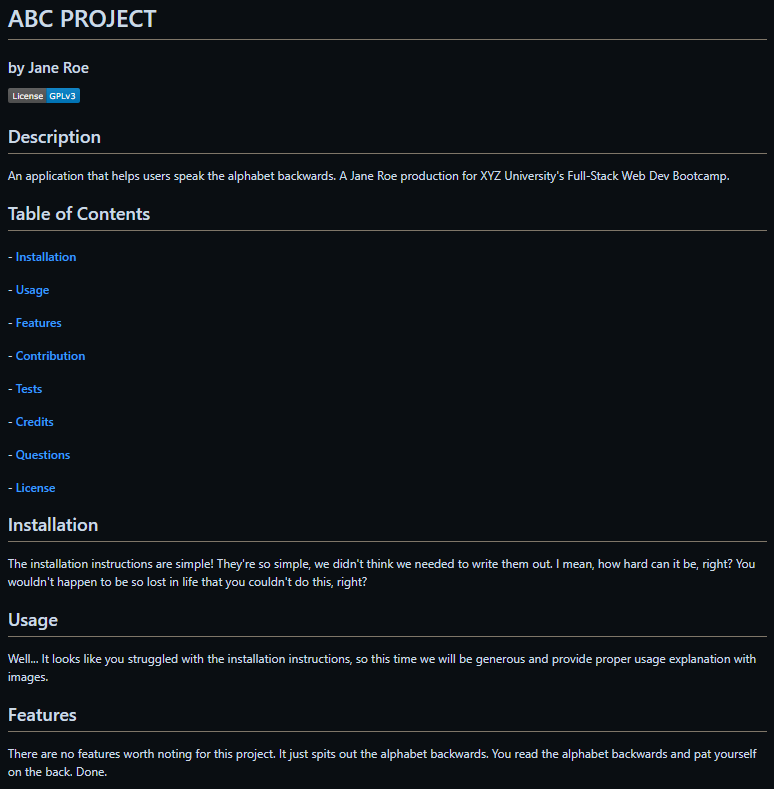 ABC PROJECT
by Jane Roe
License GPLv3
Description
An application that helps users speak the alphabet backwards. A Jane Roe production for XYZ University's Full-Stack Web Dev Bootcamp.
Table of Contents
- Installation
- Usage
- Features
- Contribution
- Tests
- Credits
- Questions
- License
Installation
The installation instructions are simple! They're so simple, we didn't think we needed to write them out. I mean, how hard can it be, right? You
wouldn't happen to be so lost in life that you couldn't do this, right?
Usage
Well... It looks like you struggled with the installation instructions, so this time we will be generous and provide proper usage explanation with
images.
Features
There are no features worth noting for this project. It just spits out the alphabet backwards. You read the alphabet backwards and pat yourself
on the back. Done.